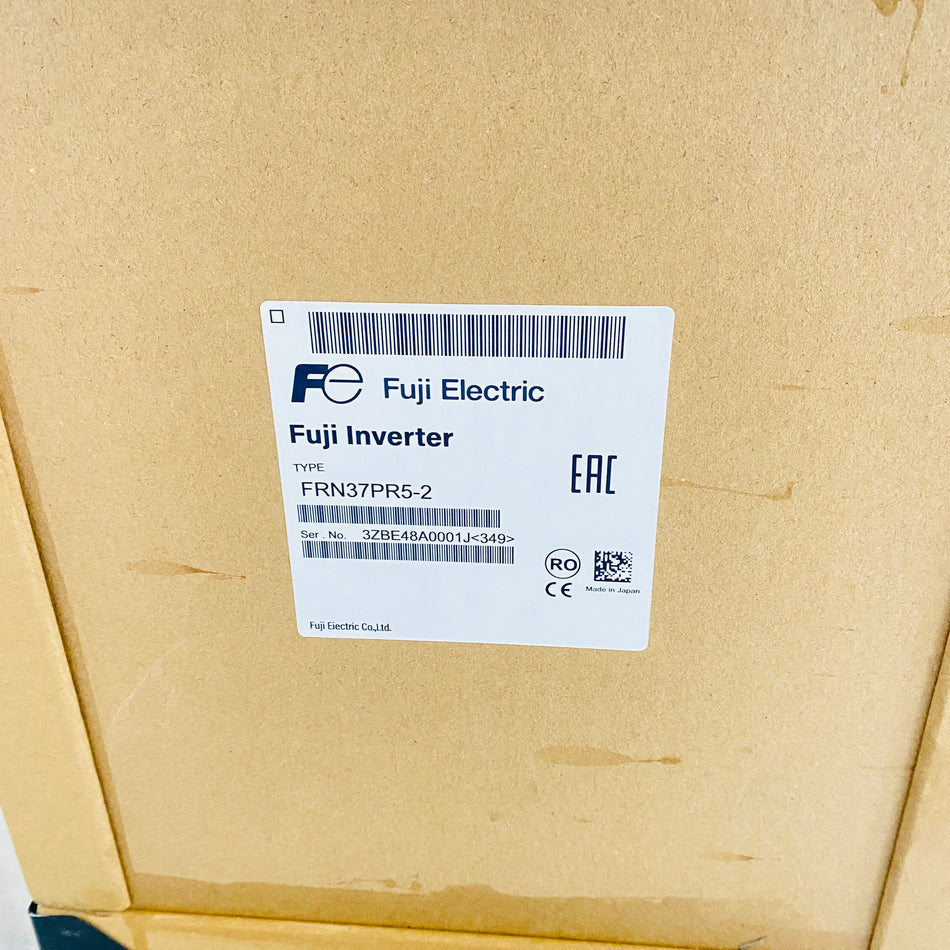 Fe Fuji Electric
Fuji Inverter
TYPE
FRN37PR5-2
EAC
Ser . No. 3ZBE48A0001J<349>
RO
CE
Made in Japan
Fuji Electric Co.,Ltd.